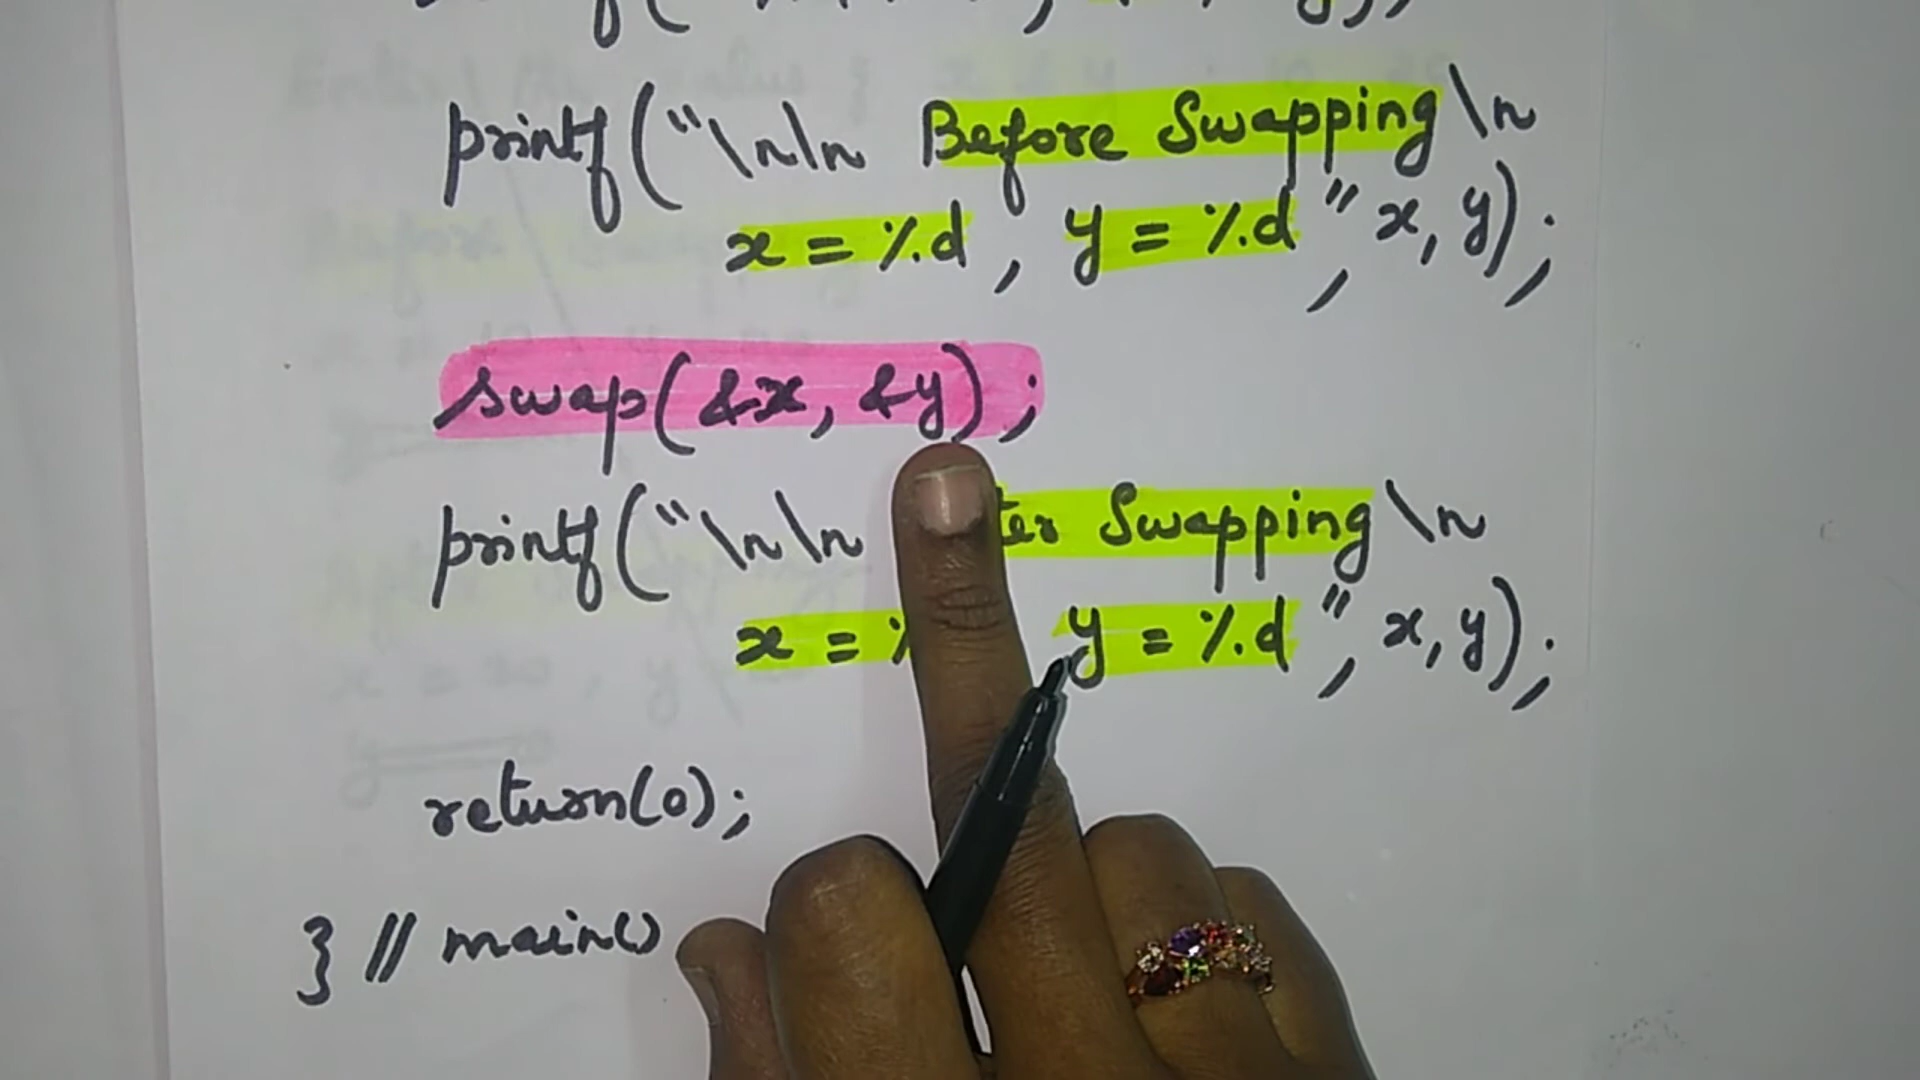 printf("\n\n Before Swapping \n
x = %d, y = %d", x, y);
swap(&x, &y);
printf("\n\n Swapping \n
x = y = %d", x, y);
return(0);
} // main()